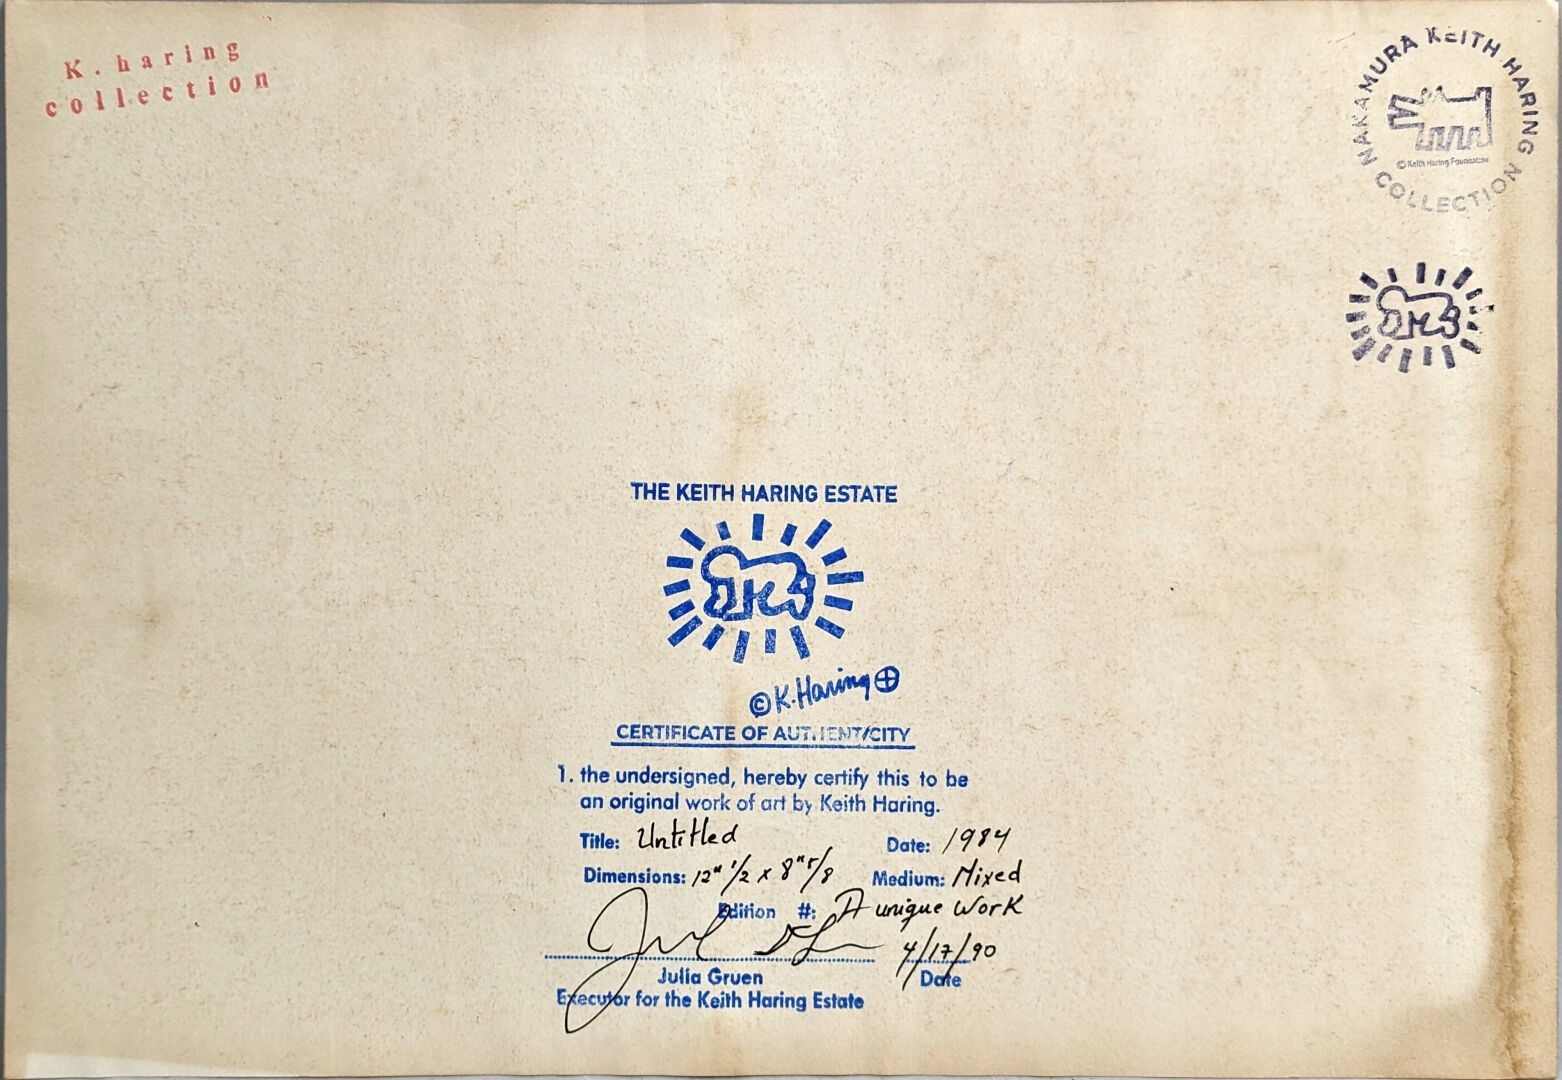 K. haring
collection
NAKAMURA KEITH HARING COLLECTION
© Keith Haring Foundation
THE KEITH HARING ESTATE
© K. Haring ⊕
CERTIFICATE OF AUTHENT/CITY
1. the undersigned, hereby certify this to be
an original work of art by Keith Haring.
Title: Untitled Date: 1984
Dimensions: 12" 1/2 x 8" 5/8 Medium: Mixed
Edition #: A unique Work
4/17/90
Julia Gruen Date
Executor for the Keith Haring Estate